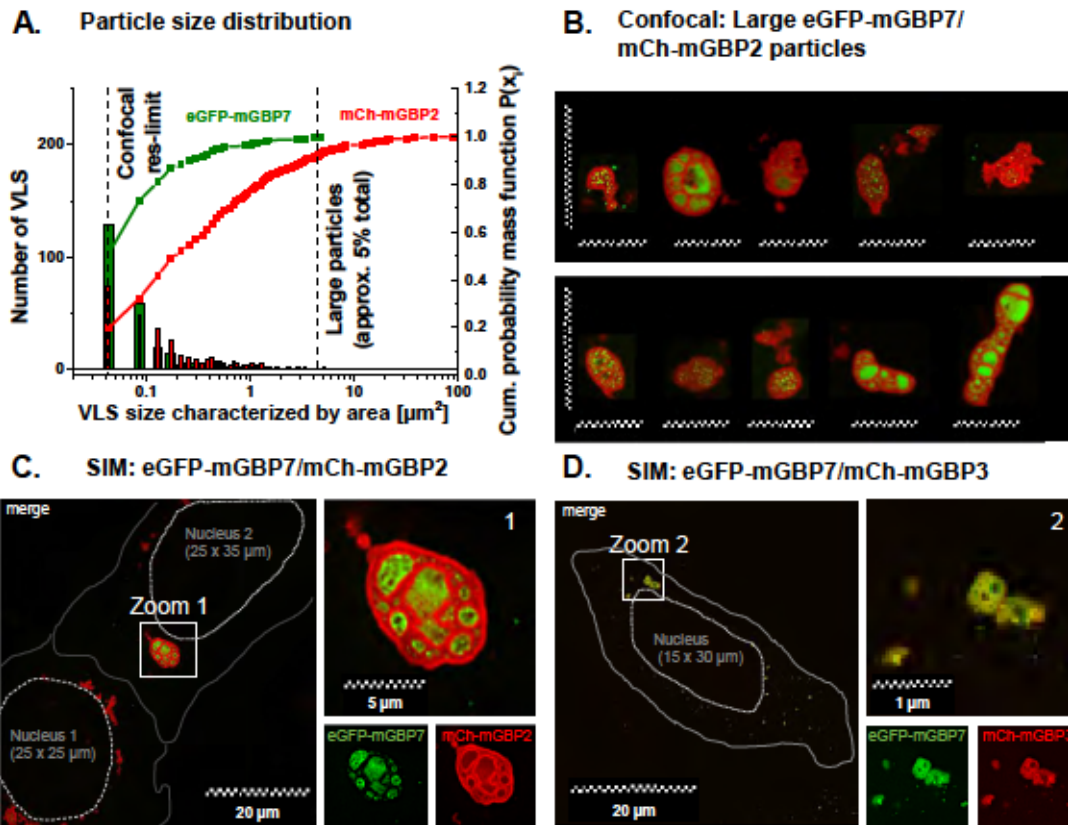 A. Particle size distribution
Number of VLS
200
100
0
Confocal
res-limit
eGFP-mGBP7
mCh-mGBP2
Large particles
(approx. 5% total)
1.2
1.0
0.8
0.6
0.4
0.2
0.0
Cum. probability mass function P(xᵢ)
0.1 1 10 100
VLS size characterized by area [µm²]
B. Confocal: Large eGFP-mGBP7/
mCh-mGBP2 particles
C. SIM: eGFP-mGBP7/mCh-mGBP2
merge
Nucleus 2
(25 x 35 µm)
Zoom 1
Nucleus 1
(25 x 25 µm)
20 µm
1
5 µm
eGFP-mGBP7
mCh-mGBP2
D. SIM: eGFP-mGBP7/mCh-mGBP3
merge
Zoom 2
Nucleus
(15 x 30 µm)
20 µm
2
1 µm
eGFP-mGBP7
mCh-mGBP3